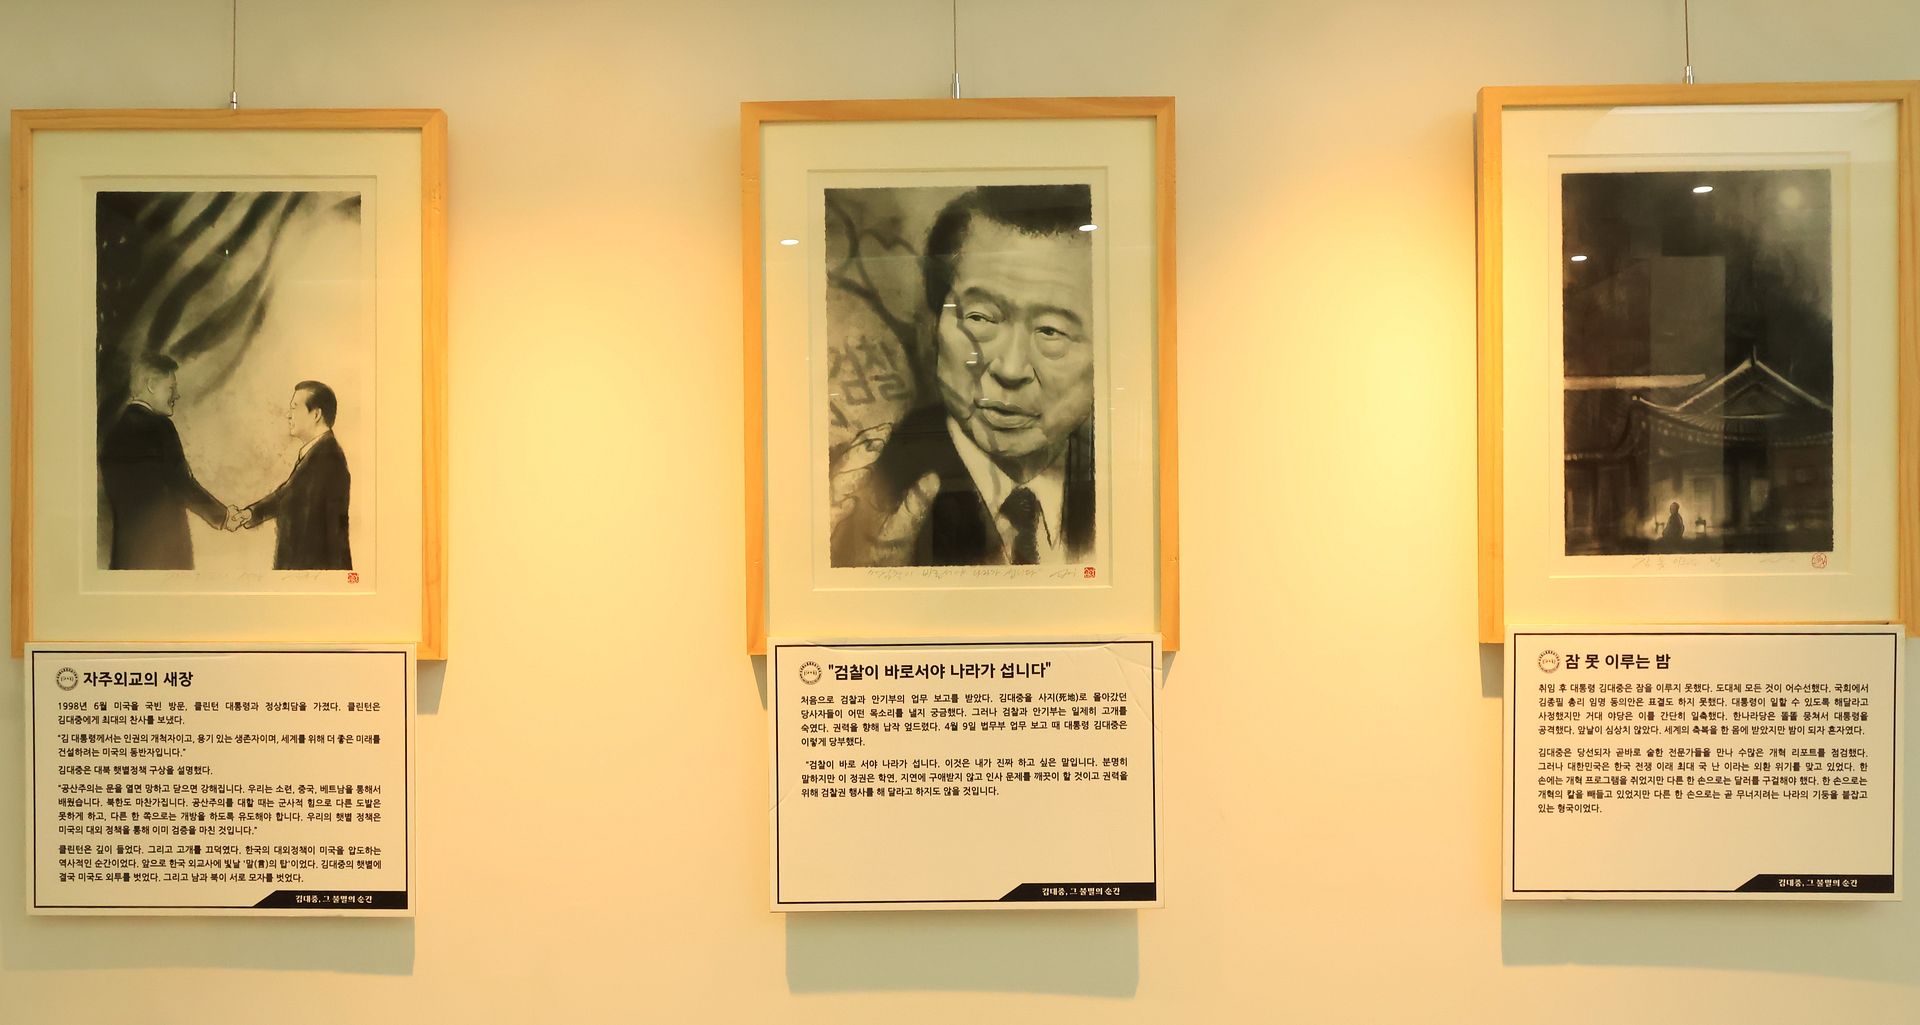 자주외교의 새장
1998년 6월 미국을 국빈 방문, 클린턴 대통령과 정상회담을 가졌다. 클린턴은
김대중에게 최대의 찬사를 보냈다.
"김 대통령께서는 인권의 개척자이고, 용기 있는 생존자이며, 세계를 위해 더 좋은 미래를
건설하려는 미국의 동반자입니다."
김대중은 대북 햇볕정책 구상을 설명했다.
"공산주의는 문을 열면 망하고 닫으면 강해집니다. 우리는 소련, 중국, 베트남을 통해서
배웠습니다. 북한도 마찬가집니다. 공산주의를 대할 때는 군사적 힘으로 다른 도발은
못하게 하고, 다른 한 쪽으로는 개방을 하도록 유도해야 합니다. 우리의 햇별 정책은
미국의 대외 정책을 통해 이미 검증을 마친 것입니다."
클린턴은 깊이 들었다. 그리고 고개를 끄덕였다. 한국의 대외정책이 미국을 압도하는
역사적인 순간이었다. 앞으로 한국 외교사에 빛날 '말(言)의 탑'이었다. 김대중의 햇볕에
결국 미국도 외투를 벗었다. 그리고 남과 북이 서로 모자를 벗었다.
김대중, 그 불멸의 순간
"검찰이 바로서야 나라가 섭니다"
처음으로 검찰과 안기부의 업무 보고를 받았다. 김대중을 사지(死地)로 몰아갔던
당사자들이 어떤 목소리를 낼지 궁금했다. 그러나 검찰과 안기부는 일제히 고개를
숙였다. 권력을 향해 납작 엎드렸다. 4월 9일 법무부 업무 보고 때 대통령 김대중은
이렇게 당부했다.
"검찰이 바로 서야 나라가 섭니다. 이것은 내가 진짜 하고 싶은 말입니다. 분명히
말하지만 이 정권은 학연, 지연에 구애받지 않고 인사 문제를 깨끗이 할 것이고 권력을
위해 검찰권 행사를 해 달라고 하지도 않을 것입니다.
김대중, 그 불멸의 순간
잠 못 이루는 밤
취임 후 대통령 김대중은 잠을 이루지 못했다. 도대체 모든 것이 어수선했다. 국회에서
김종필 총리 임명 동의안은 표결도 하지 못했다. 대통령이 일할 수 있도록 해달라고
사정했지만 거대 야당은 이를 간단히 일축했다. 한나라당은 똘똘 뭉쳐서 대통령을
공격했다. 앞날이 심상치 않았다. 세계의 축복을 한 몸에 받았지만 밤이 되자 혼자였다.
김대중은 당선되자 곧바로 숱한 전문가들을 만나 수많은 개혁 리포트를 점검했다.
그러나 대한민국은 한국 전쟁 이래 최대 국 난 이라는 외환 위기를 맞고 있었다. 한
손에는 개혁 프로그램을 쥐었지만 다른 한 손으로는 달러를 구걸해야 했다. 한 손으로는
개혁의 칼을 빼들고 있었지만 다른 한 손으로는 곧 무너지려는 나라의 기둥을 붙잡고
있는 형국이었다.
김대중, 그 불멸의 순간